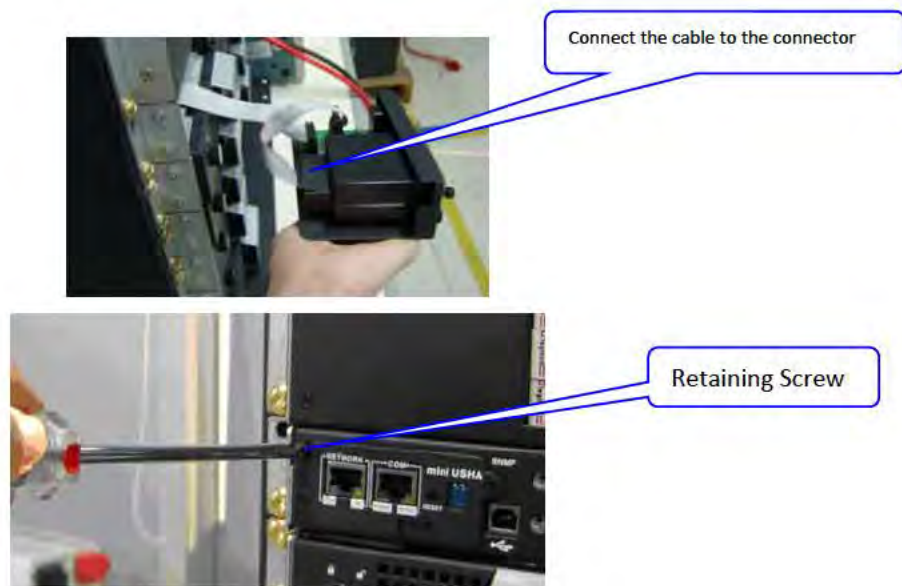 Connect the cable to the connector
Retaining Screw
NETWORK
COM
mini USHA
SNMP
RESET